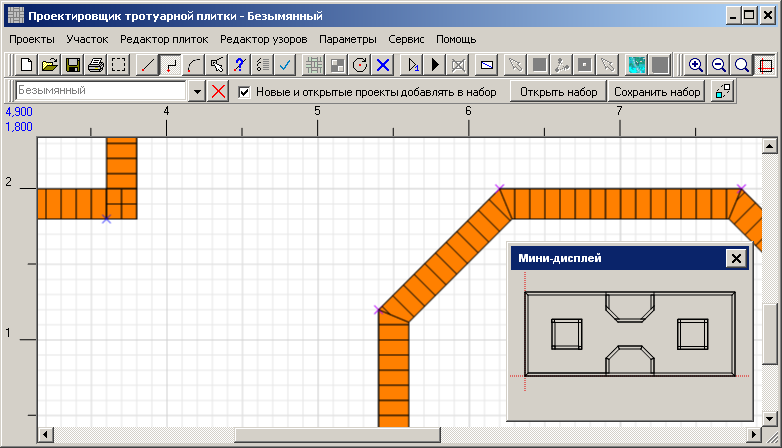 Проектировщик тротуарной плитки - Безымянный
Проекты Участок Редактор плиток Редактор узоров Параметры Сервис Помощь
Безымянный Новые и открытые проекты добавлять в набор Открыть набор Сохранить набор
4,900
1,800
4 5 6 7
2
Мини-дисплей
1